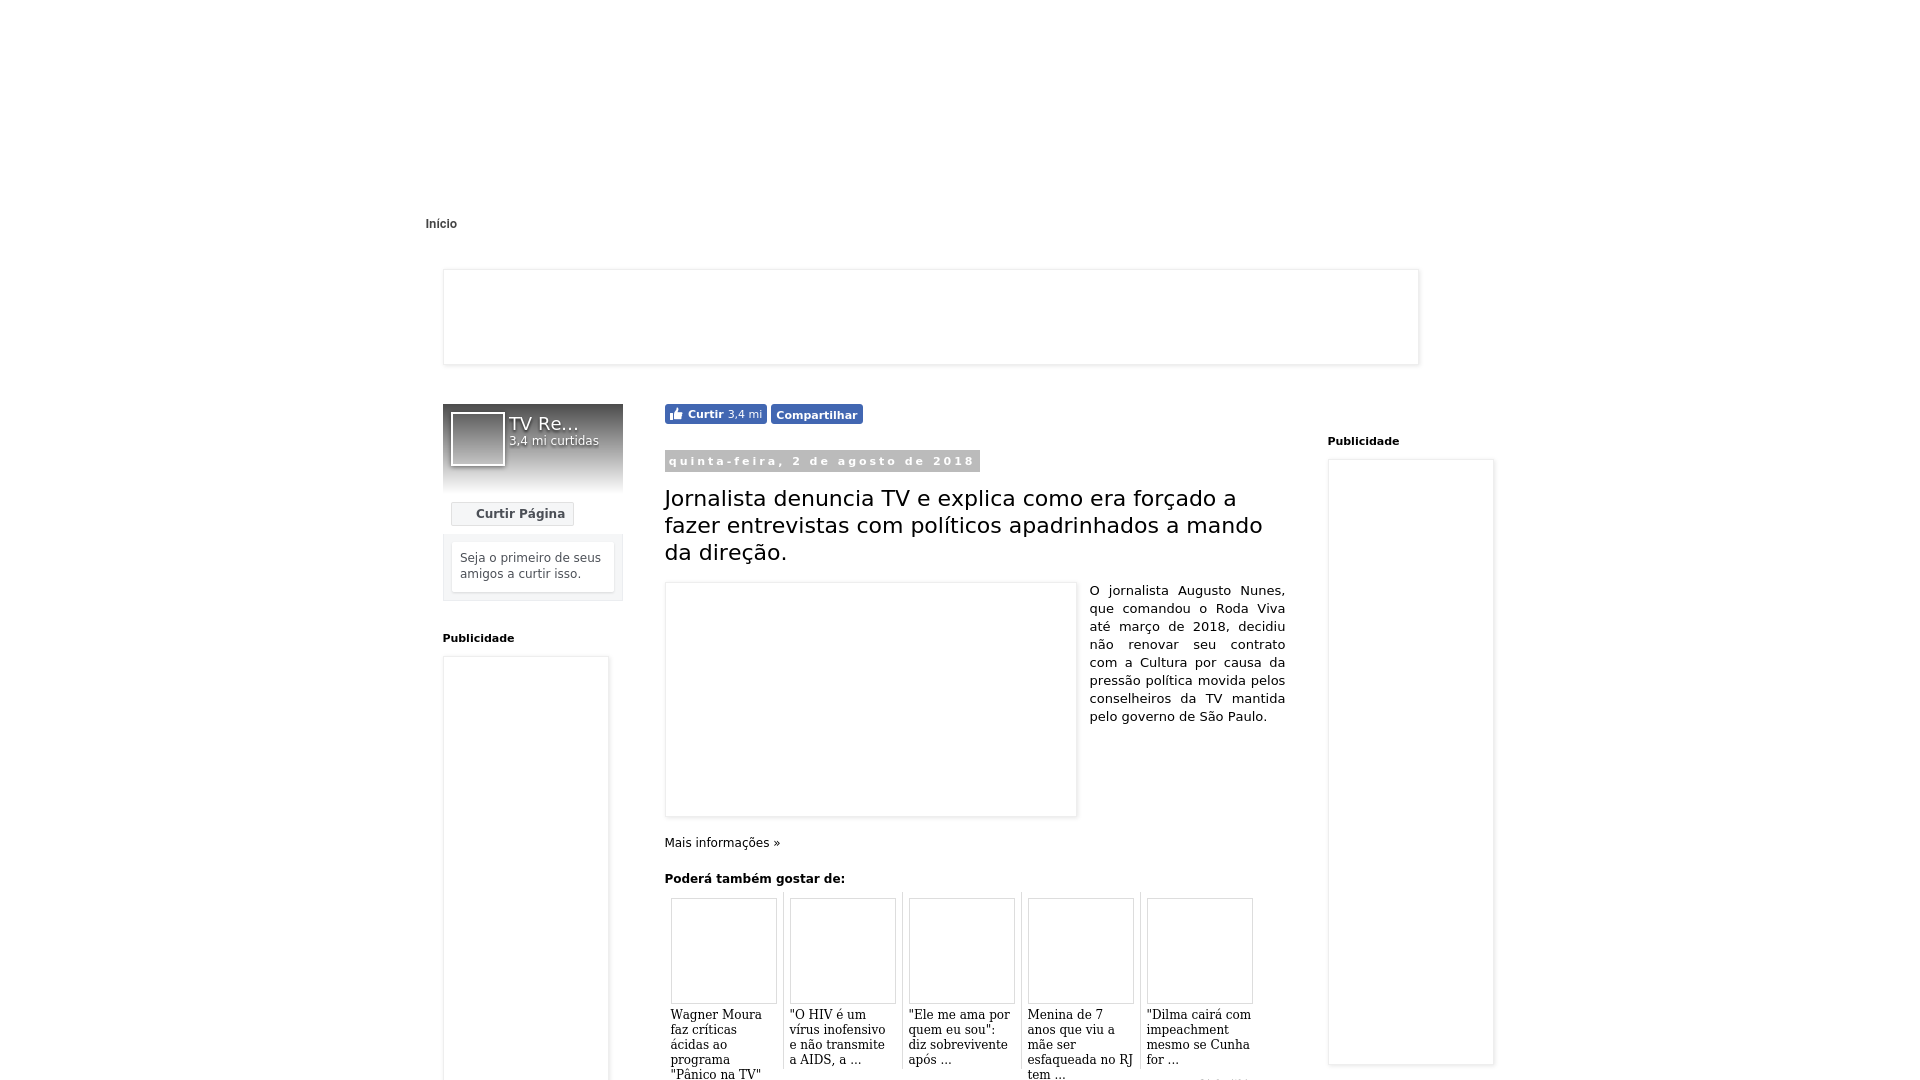 Início
TV Re...
3,4 mi curtidas
Curtir Página
Seja o primeiro de seus
amigos a curtir isso.
Publicidade
Curtir 3,4 mi
Compartilhar
quinta-feira, 2 de agosto de 2018
Jornalista denuncia TV e explica como era forçado a
fazer entrevistas com políticos apadrinhados a mando
da direção.
O jornalista Augusto Nunes,
que comandou o Roda Viva
até março de 2018, decidiu
não renovar seu contrato
com a Cultura por causa da
pressão política movida pelos
conselheiros da TV mantida
pelo governo de São Paulo.
Mais informações »
Poderá também gostar de:
Wagner Moura
faz críticas
ácidas ao
programa
"Pânico na TV"
"O HIV é um
vírus inofensivo
e não transmite
a AIDS, a ...
"Ele me ama por
quem eu sou":
diz sobrevivente
após ...
Menina de 7
anos que viu a
mãe ser
esfaqueada no RJ
tem ...
"Dilma cairá com
impeachment
mesmo se Cunha
for ...
Publicidade